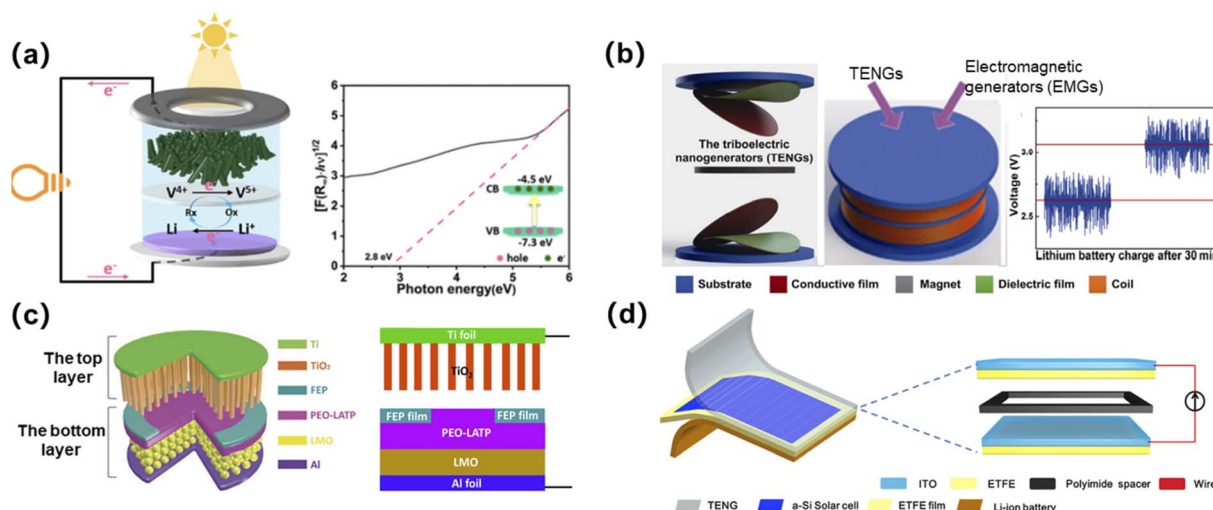 (a)
e⁻
e⁻
V⁴⁺
e⁻
V⁵⁺
Rx
Ox
Li
e⁻
Li⁺
[F(R∞)·hν]^1/2
6
5
4
3
2
1
0
2
3
4
5
6
2.8 eV
-4.5 eV
CB
VB
-7.3 eV
hole
e⁻
Photon energy(eV)
(b)
TENGs
Electromagnetic
generators (EMGs)
The triboelectric
nanogenerators (TENGs)
Voltage (V)
3.0
2.5
Lithium battery charge after 30 min
Substrate
Conductive film
Magnet
Dielectric film
Coil
(c)
The top
layer
The bottom
layer
Ti
TiO₂
FEP
PEO-LATP
LMO
Al
Ti foil
TiO₂
FEP film
FEP film
PEO-LATP
LMO
Al foil
(d)
ITO
ETFE
Polyimide spacer
Wire
TENG
a-Si Solar cell
ETFE film
Li-ion battery